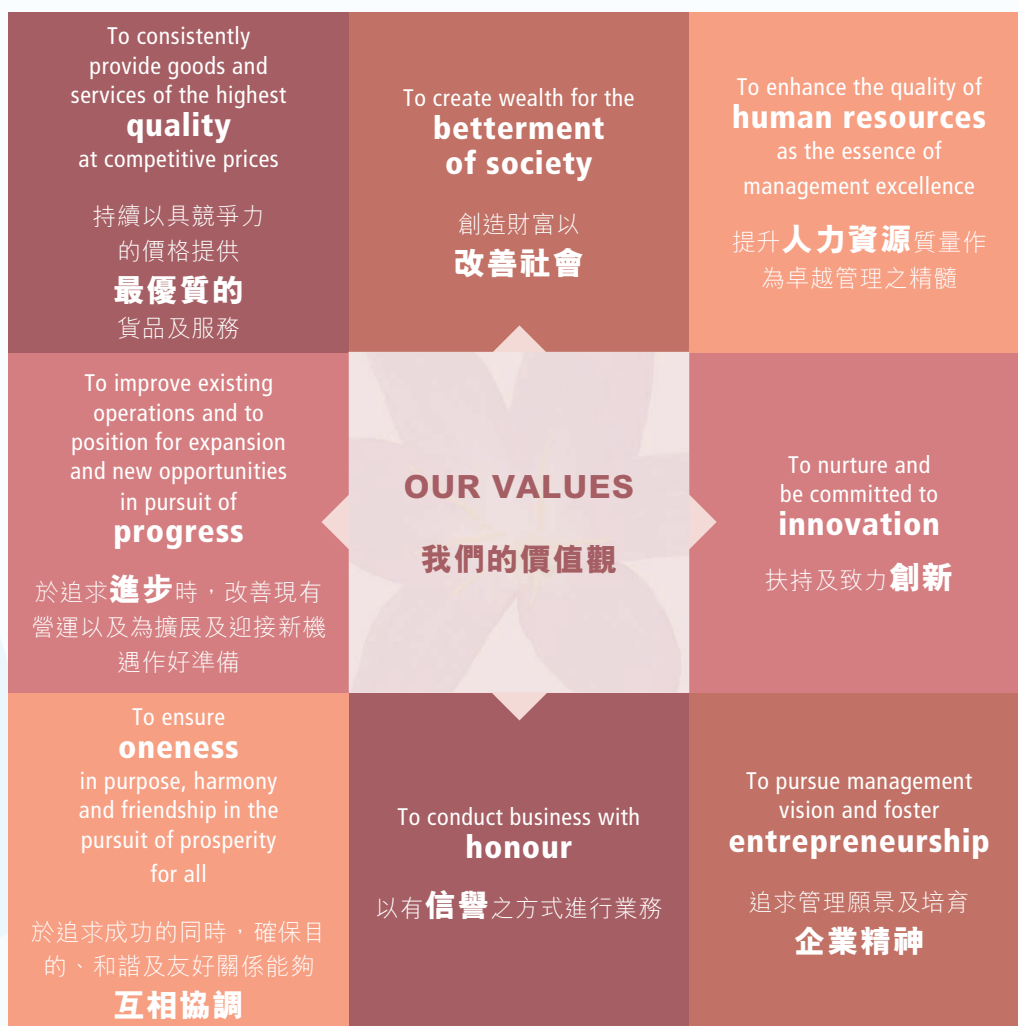 To consistently
provide goods and
services of the highest
quality
at competitive prices
持續以具競爭力
的價格提供
最優質的
貨品及服務
To create wealth for the
betterment
of society
創造財富以
改善社會
To enhance the quality of
human resources
as the essence of
management excellence
提升人力資源質量作
為卓越管理之精髓
To improve existing
operations and to
position for expansion
and new opportunities
in pursuit of
progress
於追求進步時，改善現有
營運以及為擴展及迎接新機
遇作好準備
OUR VALUES
我們的價值觀
To nurture and
be committed to
innovation
扶持及致力創新
To ensure
oneness
in purpose, harmony
and friendship in the
pursuit of prosperity
for all
於追求成功的同時，確保目
的、和諧及友好關係能夠
互相協調
To conduct business with
honour
以有信譽之方式進行業務
To pursue management
vision and foster
entrepreneurship
追求管理願景及培育
企業精神